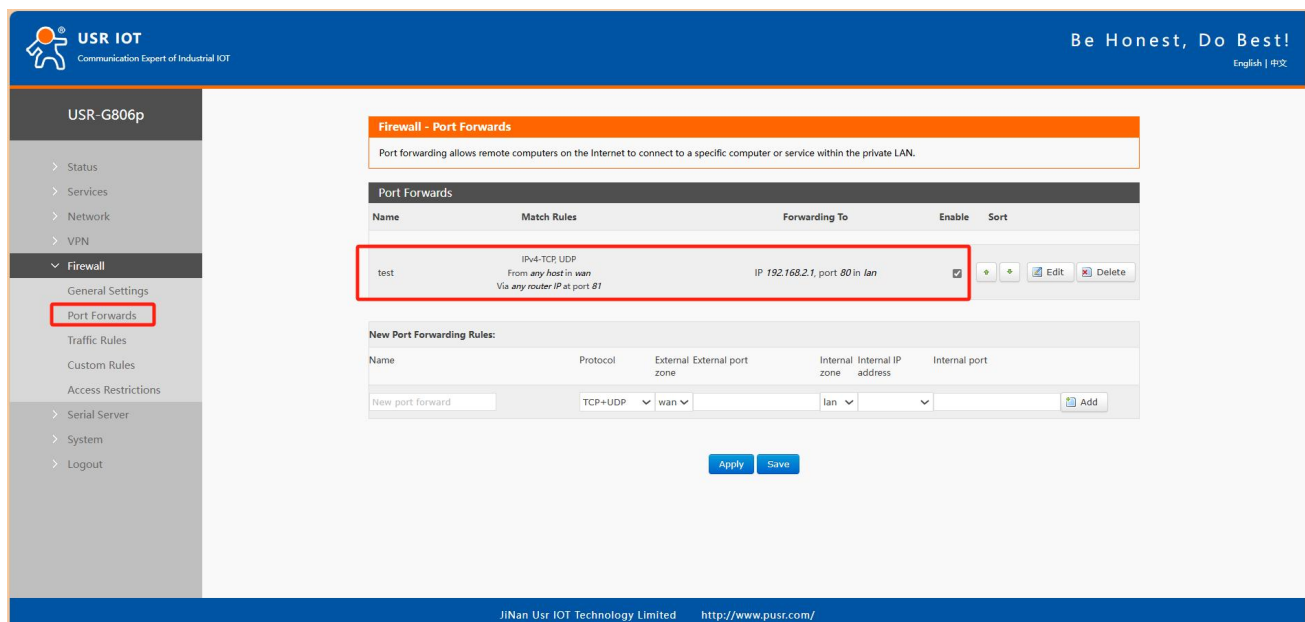 USR IOT
Communication Expert of Industrial IOT
Be Honest, Do Best!
English | 中文
USR-G806p
Status
Services
Network
VPN
Firewall
General Settings
Port Forwards
Traffic Rules
Custom Rules
Access Restrictions
Serial Server
System
Logout
Firewall - Port Forwards
Port forwarding allows remote computers on the Internet to connect to a specific computer or service within the private LAN.
Port Forwards
Name Match Rules Forwarding To Enable Sort
IPv4-TCP, UDP
test From any host in wan IP 192.168.2.1, port 80 in lan Edit Delete
Via any router IP at port 81
New Port Forwarding Rules:
Name Protocol External External port Internal Internal IP Internal port
zone zone address
New port forward TCP+UDP wan lan Add
Apply Save
JiNan Usr IOT Technology Limited http://www.pusr.com/